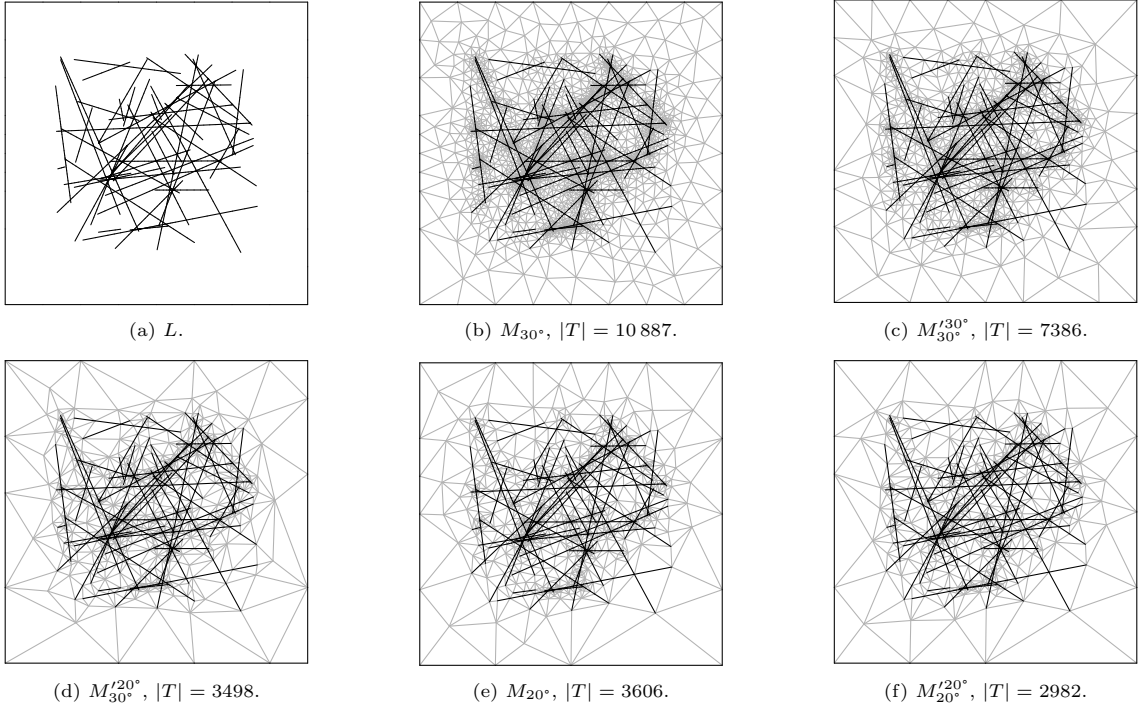 (a) L.
(b) M₃₀°, |T| = 10 887.
(c) M′³⁰°₃₀°, |T| = 7386.
(d) M′²⁰°₃₀°, |T| = 3498.
(e) M₂₀°, |T| = 3606.
(f) M′²⁰°₂₀°, |T| = 2982.